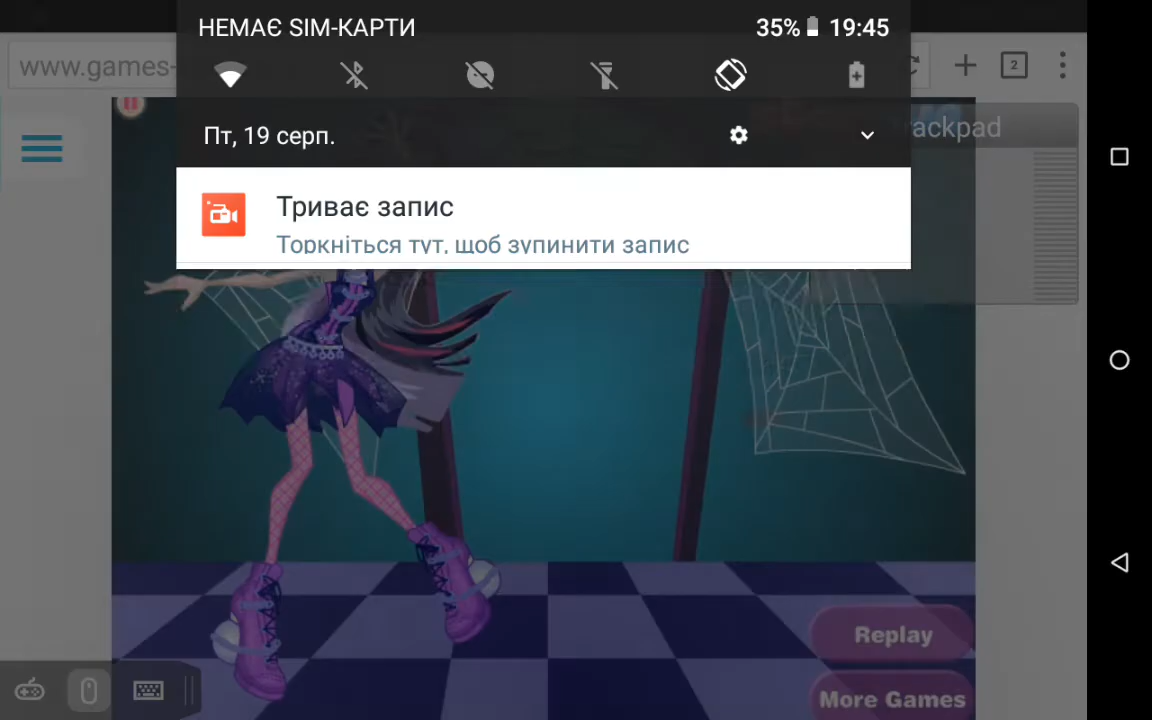 НЕМАЄ SIM-КАРТИ
35% 19:45
www.games-
2
Пт, 19 серп.
ackpad
Триває запис
Торкніться тут, щоб зупинити запис
Replay
More Games